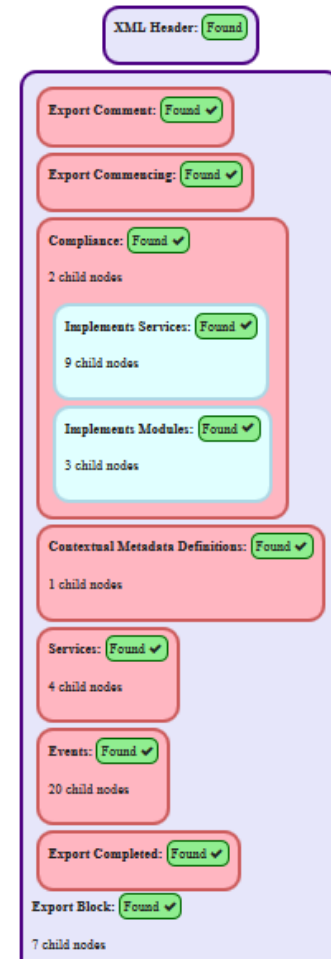 XML Header: Found
Export Comment: Found ✔
Export Commencing: Found ✔
Compliance: Found ✔
2 child nodes
Implements Services: Found ✔
9 child nodes
Implements Modules: Found ✔
3 child nodes
Contextual Metadata Definitions: Found ✔
1 child nodes
Services: Found ✔
4 child nodes
Events: Found ✔
20 child nodes
Export Completed: Found ✔
Export Block: Found ✔
7 child nodes